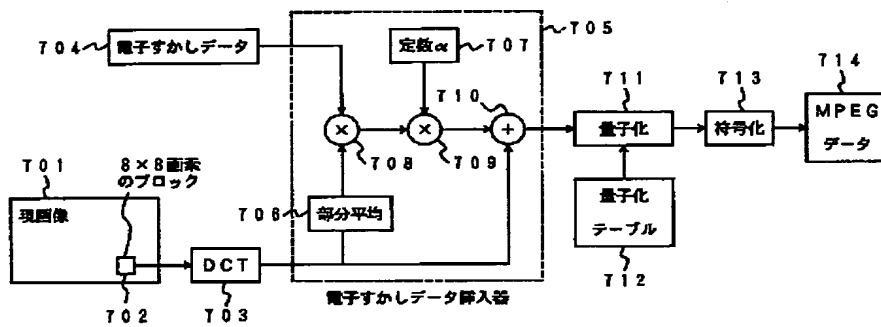 704
電子すかしデータ
定数α
707
705
710
708
709
711
量子化
713
符号化
714
MPEG
データ
701
8×8画素
のブロック
現画像
702
DCT
703
706
部分平均
量子化
テーブル
712
電子すかしデータ挿入器